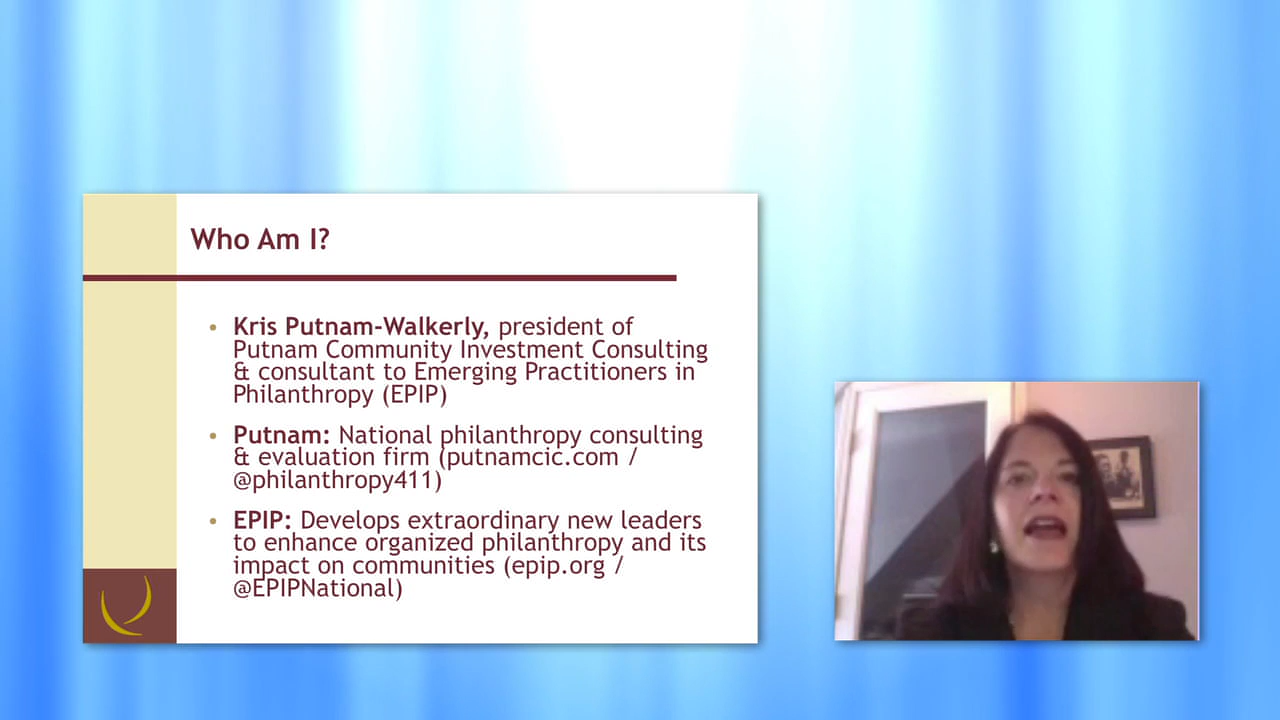 Who Am I?
• Kris Putnam-Walkerly, president of
Putnam Community Investment Consulting
& consultant to Emerging Practitioners in
Philanthropy (EPIP)
• Putnam: National philanthropy consulting
& evaluation firm (putnamcic.com /
@philanthropy411)
• EPIP: Develops extraordinary new leaders
to enhance organized philanthropy and its
impact on communities (epip.org /
@EPIPNational)